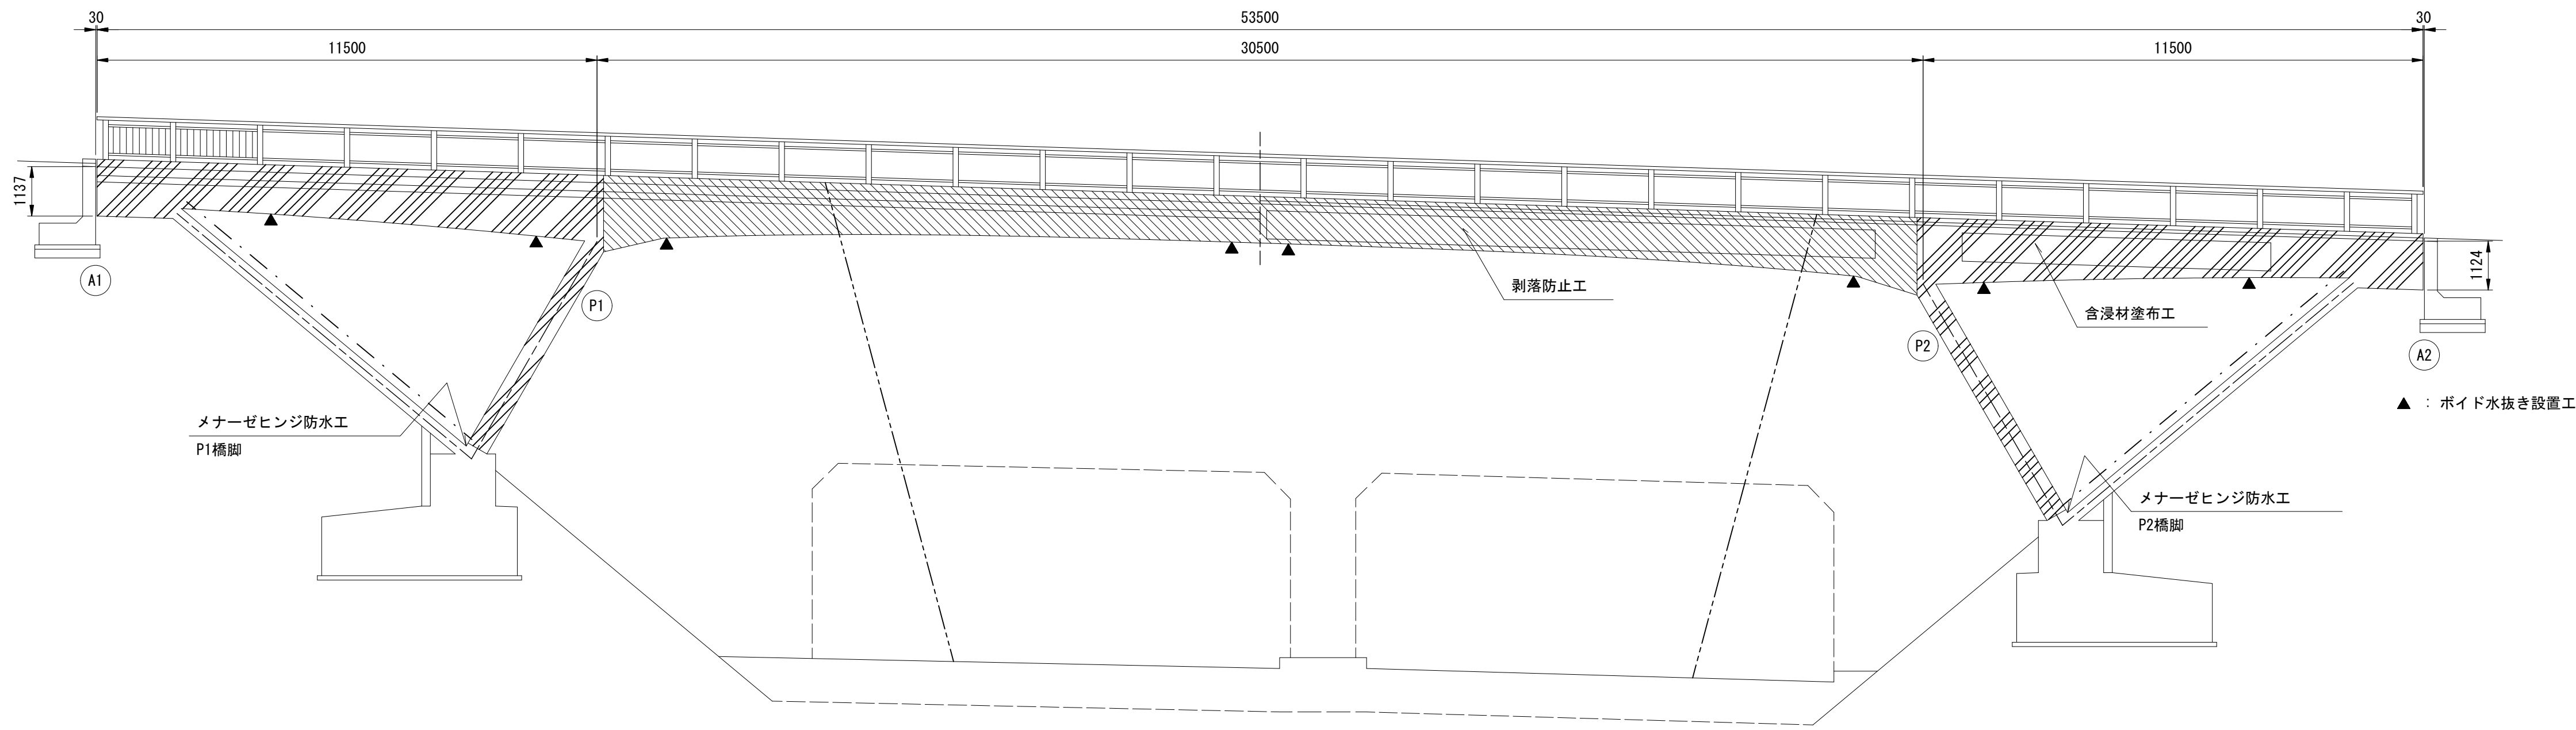 30
53500
30
11500
30500
11500
1137
1124
A1
P1
P2
A2
剥落防止工
含浸材塗布工
▲ : ボイド水抜き設置工
メナーゼヒンジ防水工
P1橋脚
メナーゼヒンジ防水工
P2橋脚